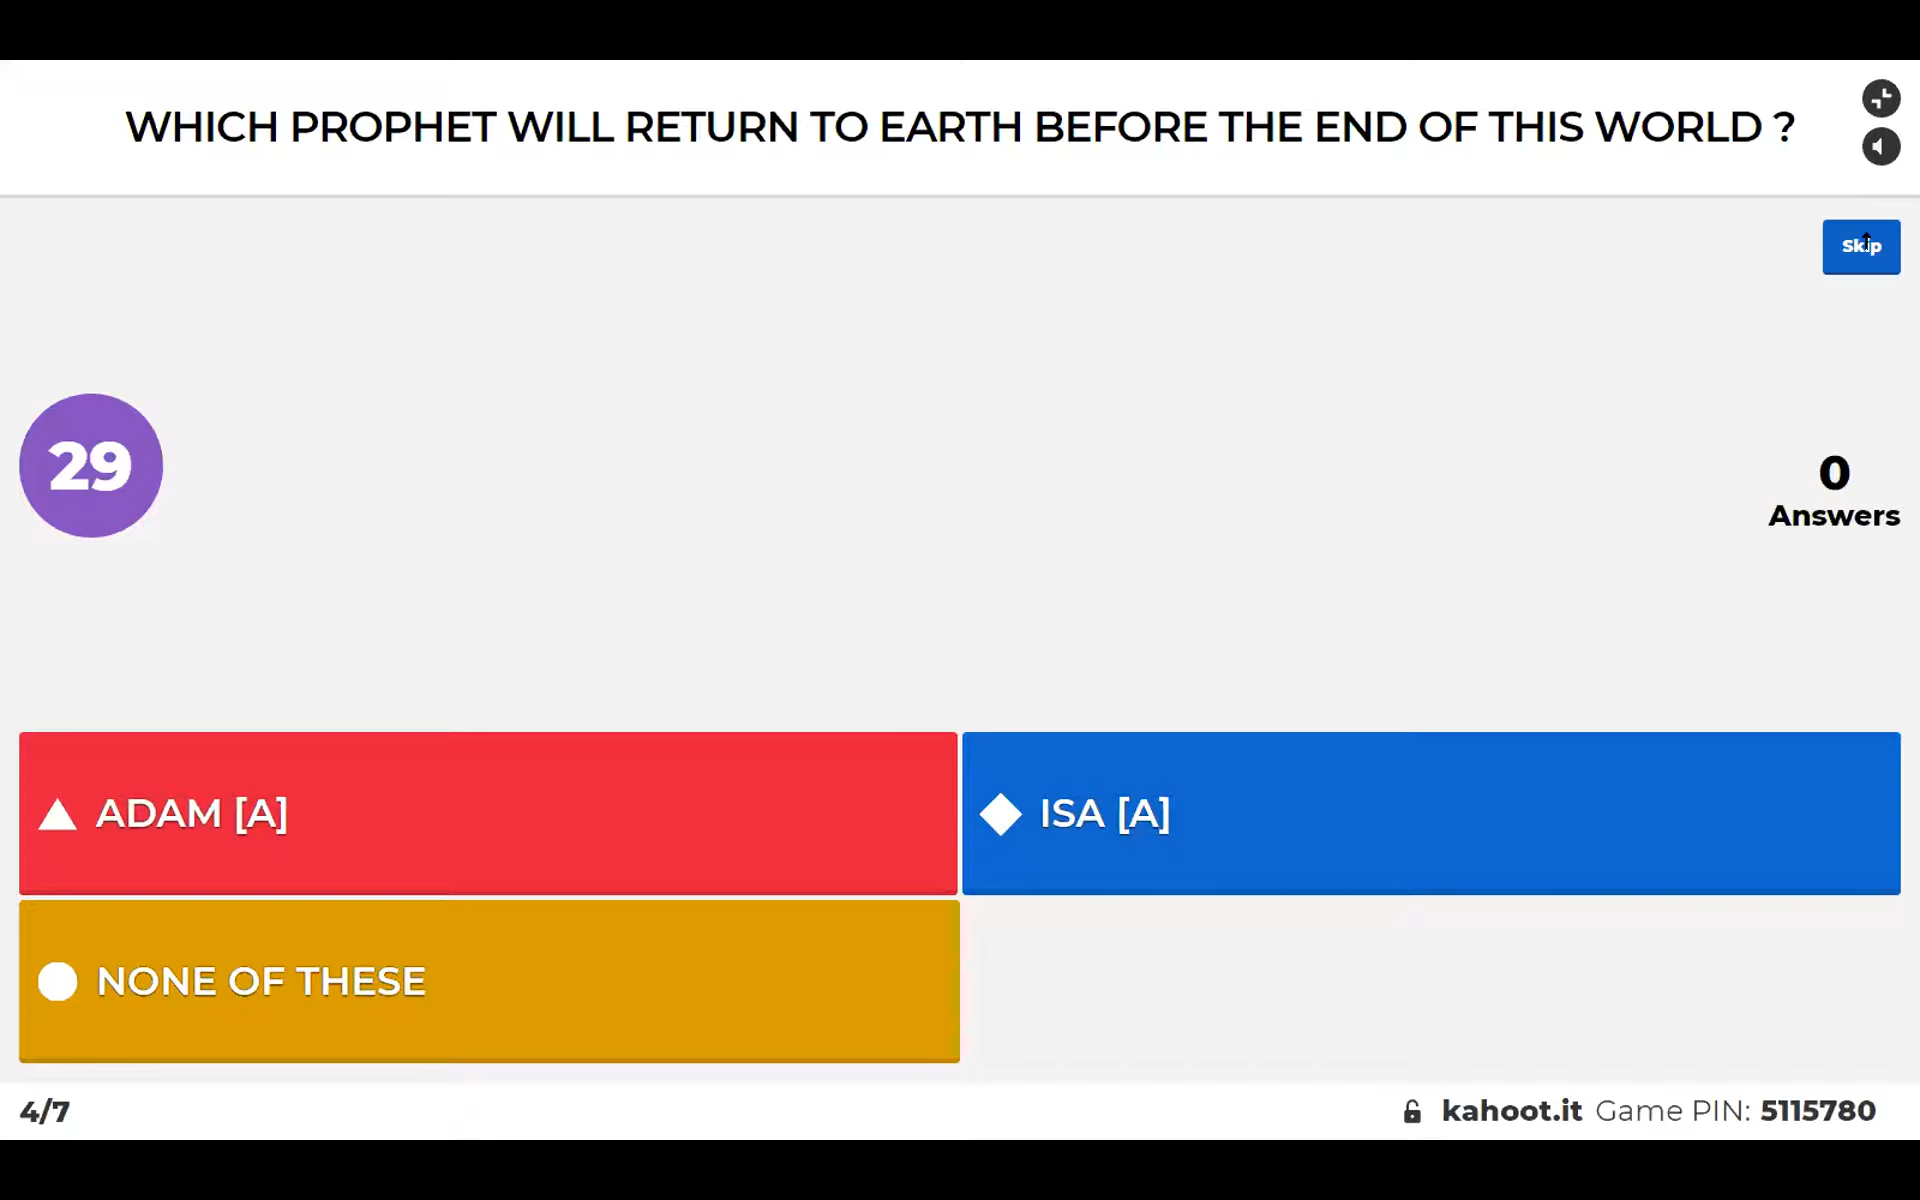 WHICH PROPHET WILL RETURN TO EARTH BEFORE THE END OF THIS WORLD ?
Skip
29
0
Answers
ADAM [A]
ISA [A]
NONE OF THESE
4/7
kahoot.it Game PIN: 5115780